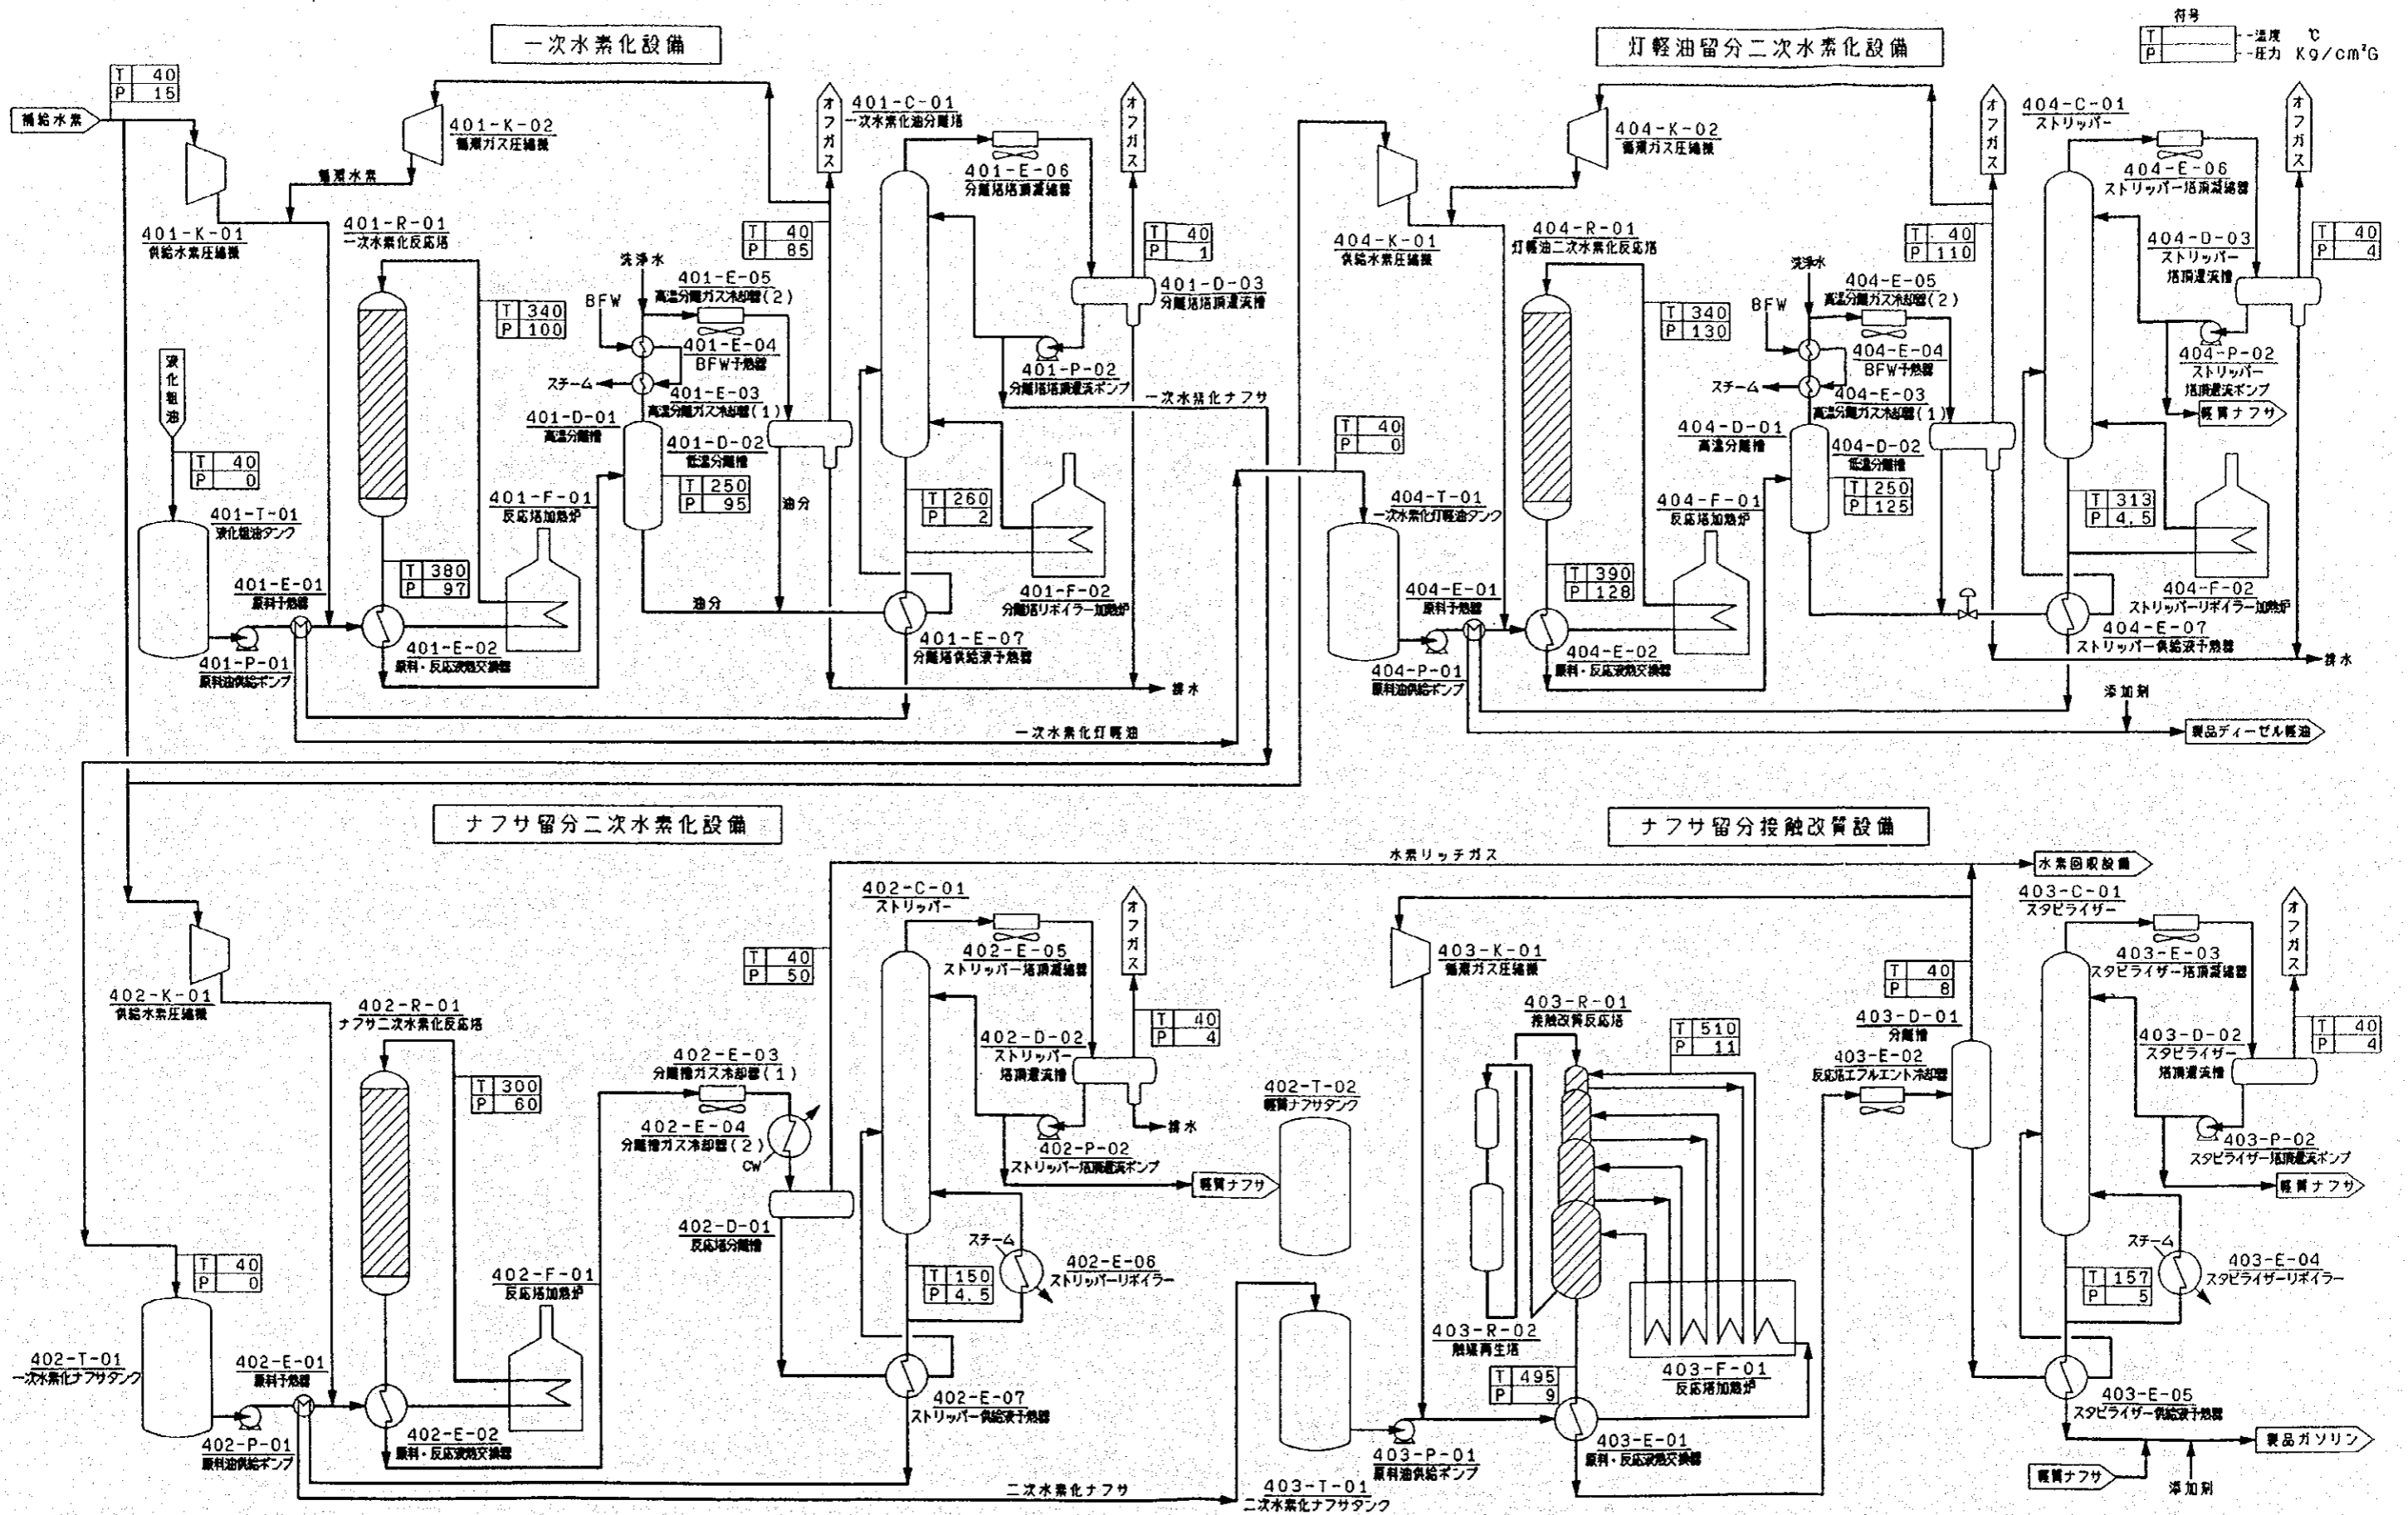 一次水素化設備
T 40
P 15
補給水素
401-K-01
供給水素圧縮機
401-K-02
循環ガス圧縮機
循環水素
401-R-01
一次水素化反応塔
T 340
P 100
液化粗油
T 40
P 0
401-T-01
液化粗油タンク
401-P-01
原料油供給ポンプ
401-E-01
原料予熱器
T 380
P 97
401-E-02
原料・反応液熱交換器
401-F-01
反応塔加熱炉
洗浄水
BFW
スチーム
401-E-05
高温分離ガス冷却器(2)
401-E-04
BFW予熱器
401-E-03
高温分離ガス冷却器(1)
401-D-01
高温分離槽
401-D-02
低温分離槽
T 250
P 95
油分
油分
T 40
P 85
オフガス
401-C-01
一次水素化油分離塔
401-E-06
分離塔塔頂凝縮器
オフガス
T 40
P 1
401-D-03
分離塔塔頂還流槽
401-P-02
分離塔塔頂還流ポンプ
一次水素化ナフサ
T 260
P 2
401-F-02
分離塔リボイラー加熱炉
401-E-07
分離塔供給液予熱器
排水
一次水素化灯軽油
灯軽油留分二次水素化設備
符号
T --温度 ℃
P --圧力 Kg/cm²G
404-K-01
供給水素圧縮機
404-K-02
循環ガス圧縮機
404-R-01
灯軽油二次水素化反応塔
T 340
P 130
T 40
P 0
404-T-01
一次水素化灯軽油タンク
404-P-01
原料油供給ポンプ
404-E-01
原料予熱器
T 390
P 128
404-E-02
原料・反応液熱交換器
404-F-01
反応塔加熱炉
洗浄水
BFW
スチーム
404-E-05
高温分離ガス冷却器(2)
404-E-04
BFW予熱器
404-E-03
高温分離ガス冷却器(1)
404-D-01
高温分離槽
404-D-02
低温分離槽
T 250
P 125
T 40
P 110
オフガス
404-C-01
ストリッパー
404-E-06
ストリッパー塔頂凝縮器
オフガス
T 40
P 4
404-D-03
ストリッパー
塔頂還流槽
404-P-02
ストリッパー
塔頂還流ポンプ
軽質ナフサ
T 313
P 4.5
404-F-02
ストリッパーリボイラー加熱炉
404-E-07
ストリッパー供給液予熱器
排水
添加剤
製品ディーゼル軽油
ナフサ留分二次水素化設備
402-K-01
供給水素圧縮機
402-R-01
ナフサ二次水素化反応塔
T 300
P 60
T 40
P 0
402-T-01
一次水素化ナフサタンク
402-P-01
原料油供給ポンプ
402-E-01
原料予熱器
402-E-02
原料・反応液熱交換器
402-F-01
反応塔加熱炉
402-E-03
分離槽ガス冷却器(1)
402-E-04
分離槽ガス冷却器(2)
CW
402-D-01
反応塔分離槽
T 40
P 50
402-C-01
ストリッパー
402-E-05
ストリッパー塔頂凝縮器
オフガス
T 40
P 4
402-D-02
ストリッパー
塔頂還流槽
402-P-02
ストリッパー塔頂還流ポンプ
排水
軽質ナフサ
402-T-02
軽質ナフサタンク
スチーム
402-E-06
ストリッパーリボイラー
T 150
P 4.5
402-E-07
ストリッパー供給液予熱器
二次水素化ナフサ
ナフサ留分接触改質設備
水素リッチガス
水素回収設備
403-K-01
循環ガス圧縮機
403-R-01
接触改質反応塔
T 510
P 11
403-R-02
触媒再生塔
T 495
P 9
403-F-01
反応塔加熱炉
403-T-01
二次水素化ナフサタンク
403-P-01
原料油供給ポンプ
403-E-01
原料・反応液熱交換器
T 40
P 8
403-D-01
分離槽
403-E-02
反応塔エフルエント冷却器
403-C-01
スタビライザー
403-E-03
スタビライザー塔頂凝縮器
オフガス
T 40
P 4
403-D-02
スタビライザー
塔頂還流槽
403-P-02
スタビライザー塔頂還流ポンプ
軽質ナフサ
スチーム
403-E-04
スタビライザーリボイラー
T 157
P 5
403-E-05
スタビライザー供給液予熱器
製品ガソリン
軽質ナフサ
添加剤